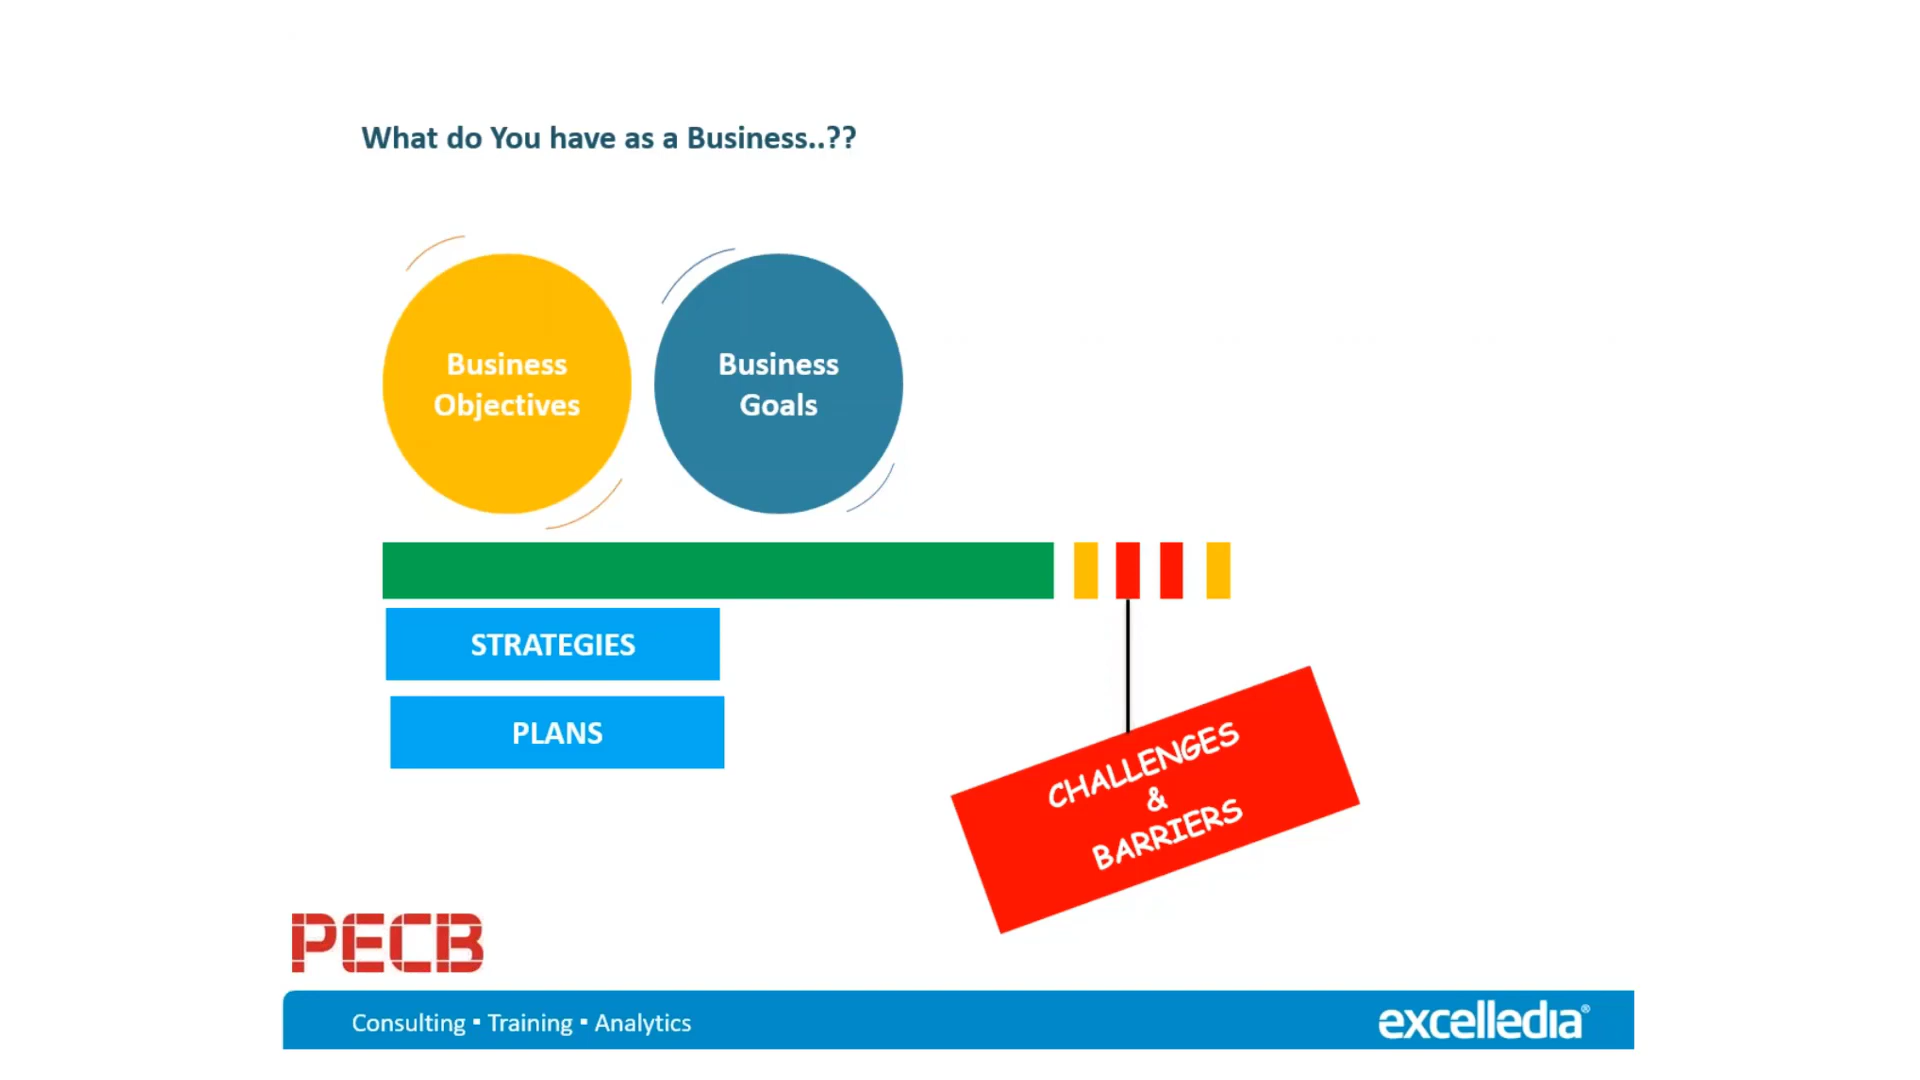 What do You have as a Business..??
Business
Objectives
Business
Goals
STRATEGIES
PLANS
CHALLENGES
&
BARRIERS
PECB
Consulting ▪ Training ▪ Analytics
excelledia®